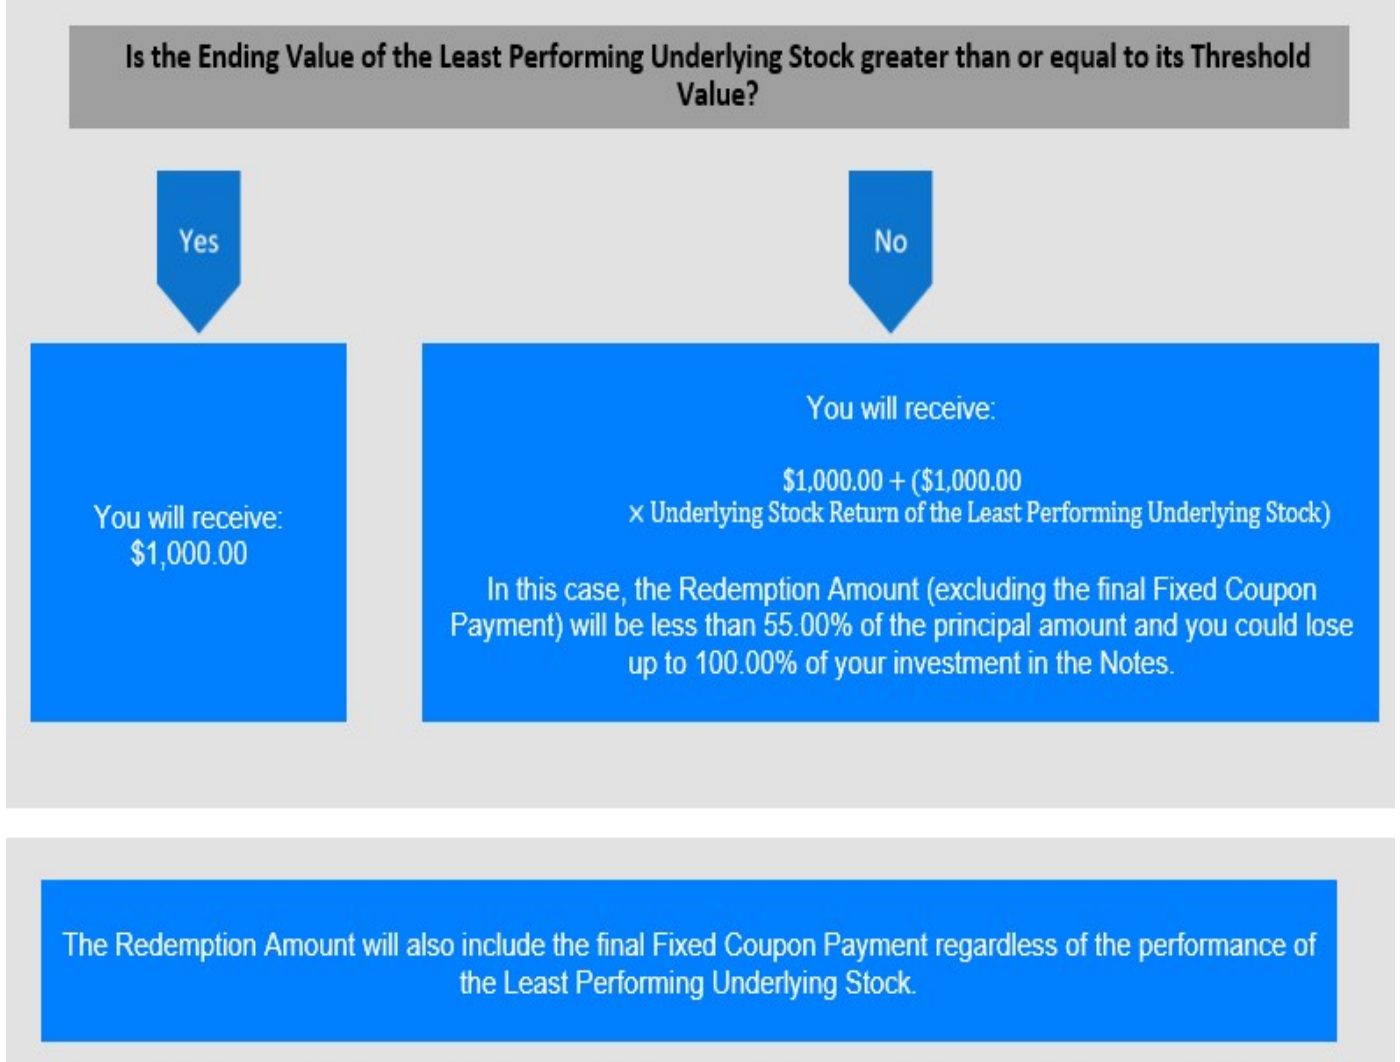 Is the Ending Value of the Least Performing Underlying Stock greater than or equal to its Threshold
Value?
Yes
No
You will receive:
$1,000.00
You will receive:
$1,000.00 + ($1,000.00
× Underlying Stock Return of the Least Performing Underlying Stock)
In this case, the Redemption Amount (excluding the final Fixed Coupon
Payment) will be less than 55.00% of the principal amount and you could lose
up to 100.00% of your investment in the Notes.
The Redemption Amount will also include the final Fixed Coupon Payment regardless of the performance of
the Least Performing Underlying Stock.